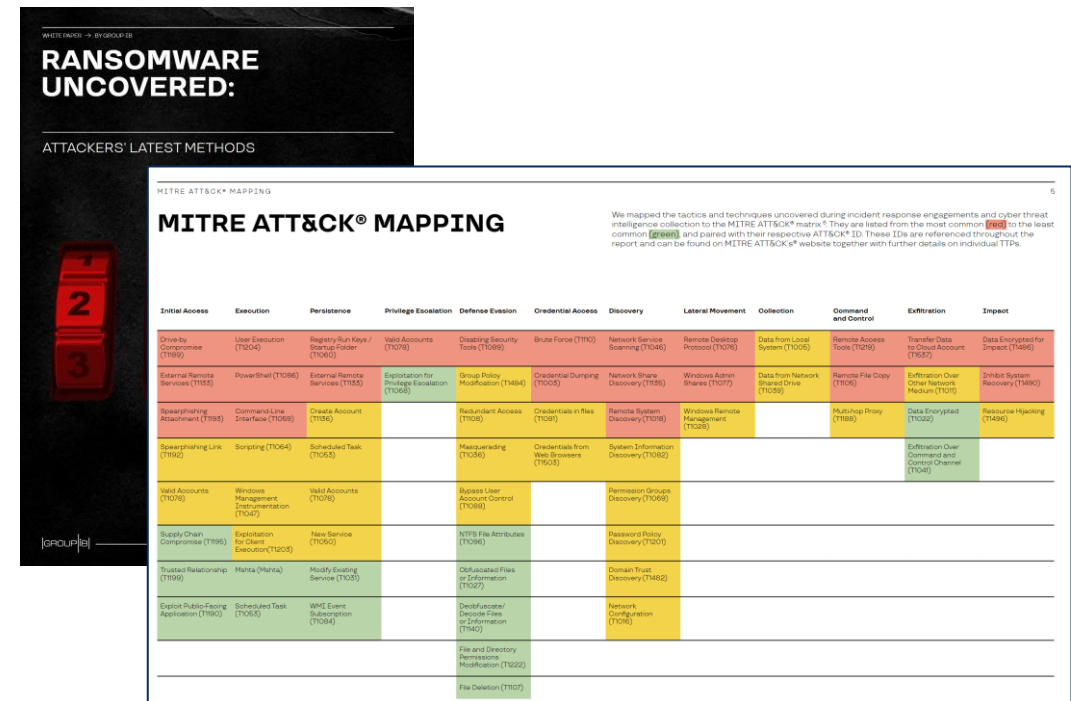 WHITE PAPER → BY GROUP-IB
RANSOMWARE
UNCOVERED:
ATTACKERS' LATEST METHODS
1
2
3
|GROUP|IB|
MITRE ATT&CK® MAPPING
5
MITRE ATT&CK® MAPPING
We mapped the tactics and techniques uncovered during incident response engagements and cyber threat
intelligence collection to the MITRE ATT&CK® matrix ®. They are listed from the most common (red) to the least
common (green), and paired with their respective ATT&CK® ID. These IDs are referenced throughout the
report and can be found on MITRE ATT&CK's® website together with further details on individual TTPs.
Initial Access
Execution
Persistence
Privilege Escalation
Defense Evasion
Credential Access
Discovery
Lateral Movement
Collection
Command
and Control
Exfiltration
Impact
Drive-by
Compromise
(T1189)
User Execution
(T1204)
Registry Run Keys /
Startup Folder
(T1060)
Valid Accounts
(T1078)
Disabling Security
Tools (T1089)
Brute Force (T1110)
Network Service
Scanning (T1046)
Remote Desktop
Protocol (T1076)
Data from Local
System (T1005)
Remote Access
Tools (T1219)
Transfer Data
to Cloud Account
(T1537)
Data Encrypted for
Impact (T1486)
External Remote
Services (T1133)
PowerShell (T1086)
External Remote
Services (T1133)
Exploitation for
Privilege Escalation
(T1068)
Group Policy
Modification (T1484)
Credential Dumping
(T1003)
Network Share
Discovery (T1135)
Windows Admin
Shares (T1077)
Data from Network
Shared Drive
(T1039)
Remote File Copy
(T1105)
Exfiltration Over
Other Network
Medium (T1011)
Inhibit System
Recovery (T1490)
Spearphishing
Attachment (T1193)
Command-Line
Interface (T1059)
Create Account
(T1136)
Redundant Access
(T1108)
Credentials in files
(T1081)
Remote System
Discovery (T1018)
Windows Remote
Management
(T1028)
Multi-hop Proxy
(T1188)
Data Encrypted
(T1022)
Resource Hijacking
(T1496)
Spearphishing Link
(T1192)
Scripting (T1064)
Scheduled Task
(T1053)
Masquerading
(T1036)
Credentials from
Web Browsers
(T1503)
System Information
Discovery (T1082)
Exfiltration Over
Command and
Control Channel
(T1041)
Valid Accounts
(T1078)
Windows
Management
Instrumentation
(T1047)
Valid Accounts
(T1078)
Bypass User
Account Control
(T1088)
Permission Groups
Discovery (T1069)
Supply Chain
Compromise (T1195)
Exploitation
for Client
Execution(T1203)
New Service
(T1050)
NTFS File Attributes
(T1096)
Password Policy
Discovery (T1201)
Trusted Relationship
(T1199)
Mshta (Mshta)
Modify Existing
Service (T1031)
Obfuscated Files
or Information
(T1027)
Domain Trust
Discovery (T1482)
Exploit Public-Facing
Application (T1190)
Scheduled Task
(T1053)
WMI Event
Subscription
(T1084)
Deobfuscate/
Decode Files
or Information
(T1140)
Network
Configuration
(T1016)
File and Directory
Permissions
Modification (T1222)
File Deletion (T1107)